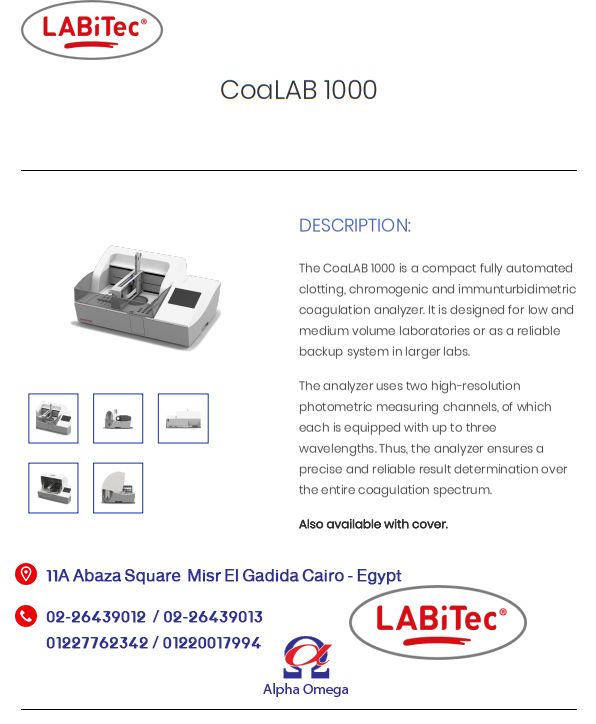 LABiTec®
CoaLAB 1000
DESCRIPTION:
The CoaLAB 1000 is a compact fully automated
clotting, chromogenic and immunturbidimetric
coagulation analyzer. It is designed for low and
medium volume laboratories or as a reliable
backup system in larger labs.
The analyzer uses two high-resolution
photometric measuring channels, of which
each is equipped with up to three
wavelengths. Thus, the analyzer ensures a
precise and reliable result determination over
the entire coagulation spectrum.
Also available with cover.
11A Abaza Square Misr El Gadida Cairo - Egypt
02-26439012 / 02-26439013
01227762342 / 01220017994
LABiTec®
Alpha Omega